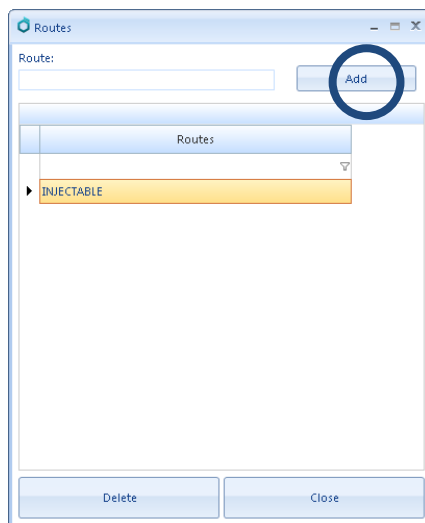 Routes
Route:
Add
Routes
INJECTABLE
Delete
Close